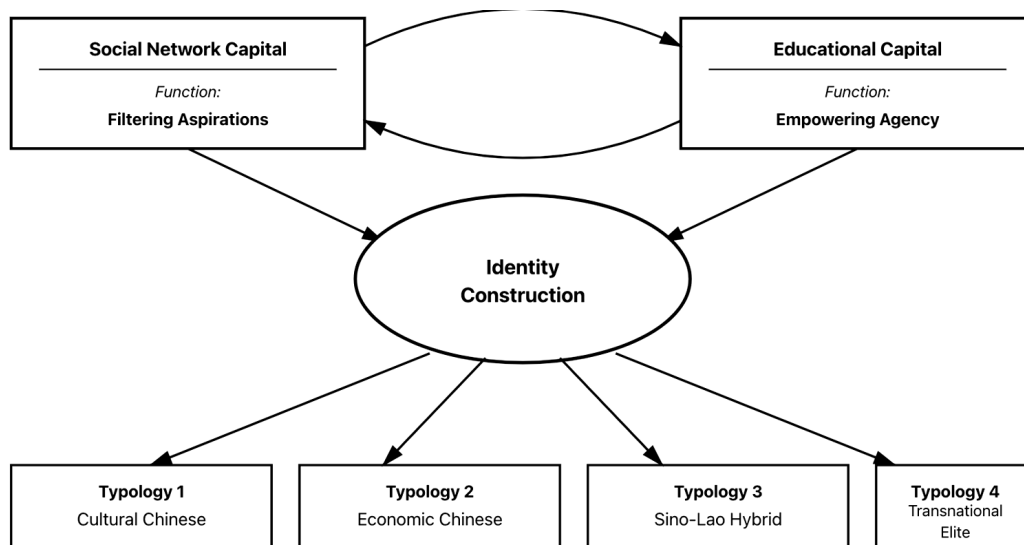 Social Network Capital
Function:
Filtering Aspirations
Educational Capital
Function:
Empowering Agency
Identity
Construction
Typology 1
Cultural Chinese
Typology 2
Economic Chinese
Typology 3
Sino-Lao Hybrid
Typology 4
Transnational
Elite